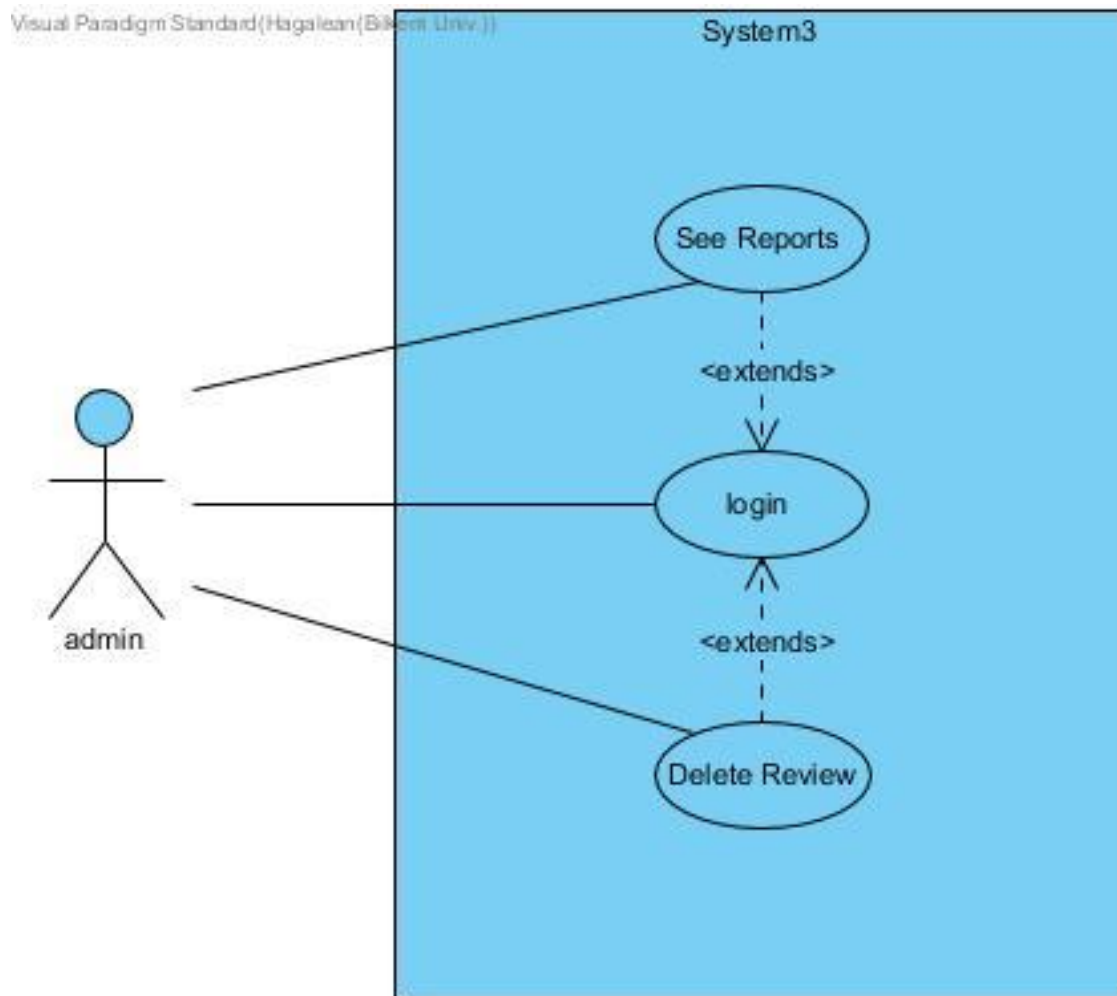 Visual Paradigm Standard(Hagalean(Bilkent Univ.))
System3
See Reports
<extends>
login
<extends>
admin
Delete Review